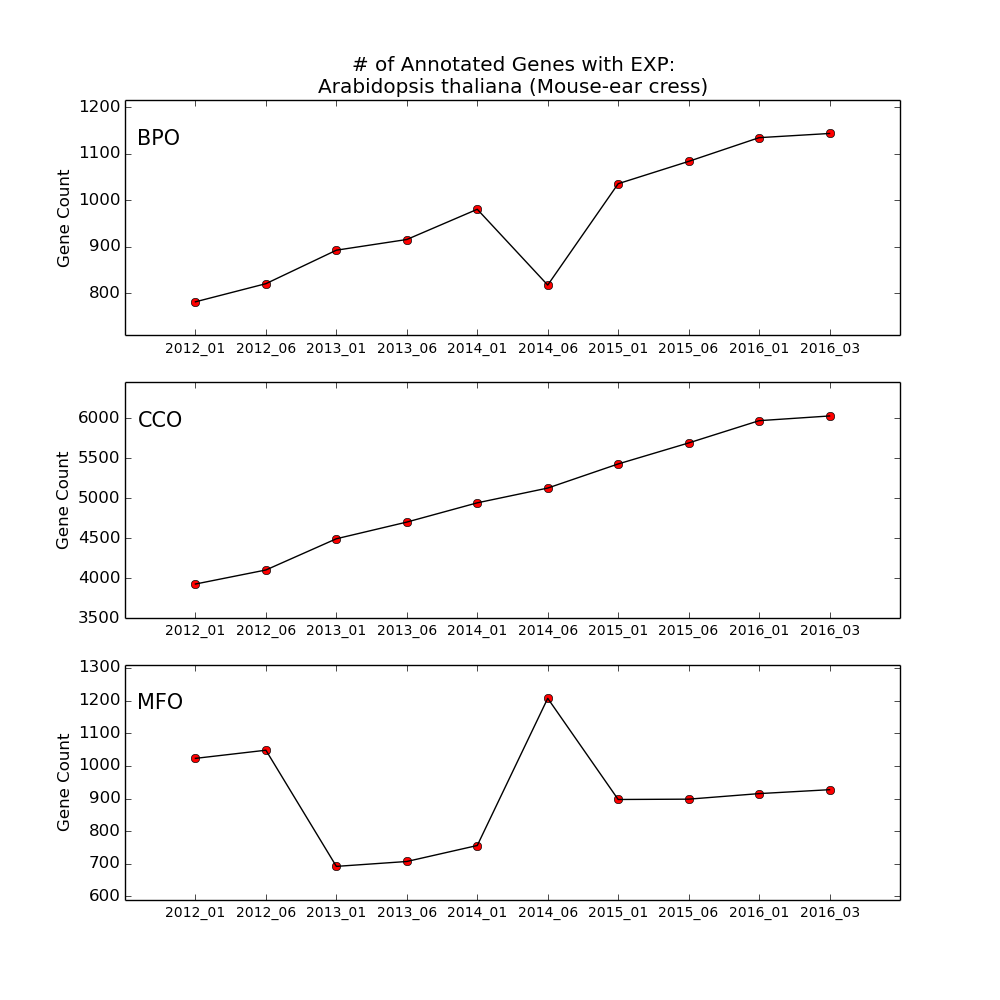 # of Annotated Genes with EXP:
Arabidopsis thaliana (Mouse-ear cress)
BPO
Gene Count
1200
1100
1000
900
800
2012_01 2012_06 2013_01 2013_06 2014_01 2014_06 2015_01 2015_06 2016_01 2016_03
CCO
Gene Count
6000
5500
5000
4500
4000
3500
2012_01 2012_06 2013_01 2013_06 2014_01 2014_06 2015_01 2015_06 2016_01 2016_03
MFO
Gene Count
1300
1200
1100
1000
900
800
700
600
2012_01 2012_06 2013_01 2013_06 2014_01 2014_06 2015_01 2015_06 2016_01 2016_03